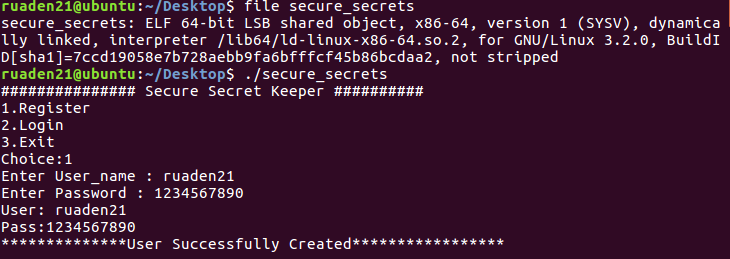 ruaden21@ubuntu:~/Desktop$ file secure_secrets
secure_secrets: ELF 64-bit LSB shared object, x86-64, version 1 (SYSV), dynamica
lly linked, interpreter /lib64/ld-linux-x86-64.so.2, for GNU/Linux 3.2.0, BuildI
D[sha1]=7ccd19058e7b728aebb9fa6bfffcf45b86bcdaa2, not stripped
ruaden21@ubuntu:~/Desktop$ ./secure_secrets
############### Secure Secret Keeper ##########
1.Register
2.Login
3.Exit
Choice:1
Enter User_name : ruaden21
Enter Password : 1234567890
User: ruaden21
Pass:1234567890
**************User Successfully Created*****************